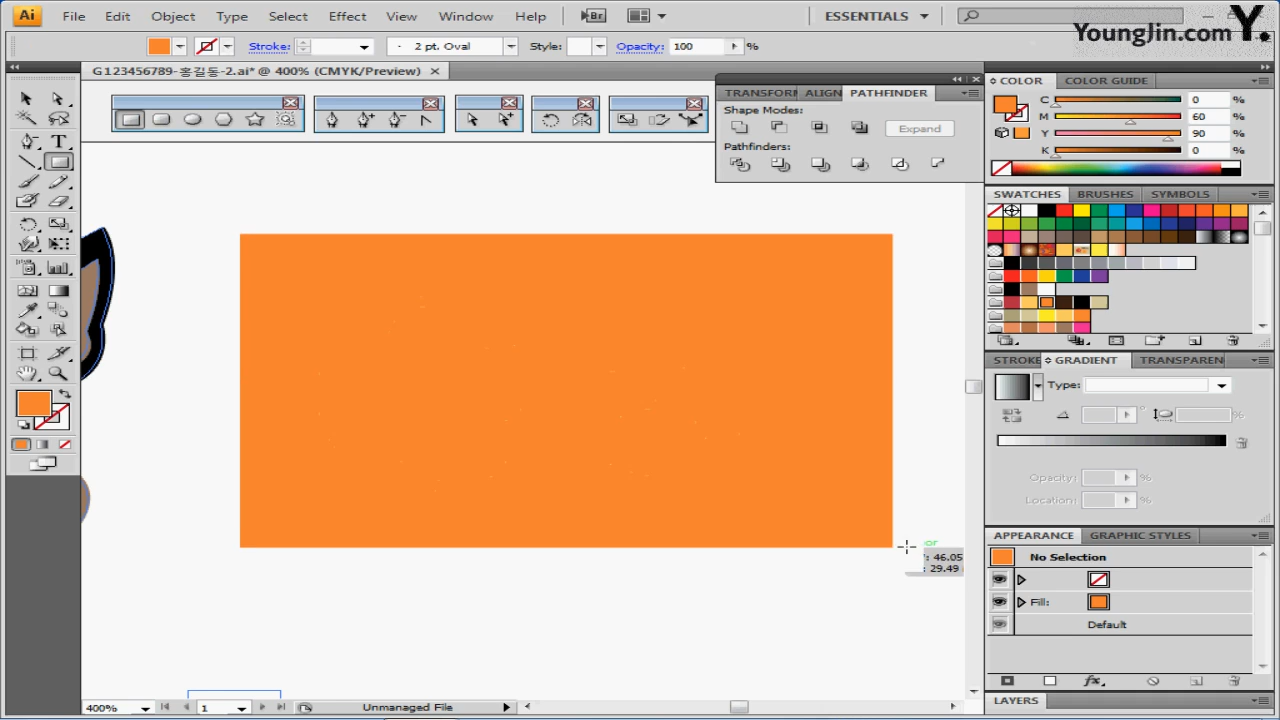 Ai File Edit Object Type Select Effect View Window Help Br ESSENTIALS
Y.
YoungJin.com
Stroke: 2 pt. Oval Style: Opacity: 100 %
G123456789-홍길동-2.ai* @ 400% (CMYK/Preview)
TRANSFORM ALIGN PATHFINDER
Shape Modes:
Expand
Pathfinders:
COLOR COLOR GUIDE
C 0 %
M 60 %
Y 90 %
K 0 %
SWATCHES BRUSHES SYMBOLS
STROKE GRADIENT TRANSPAREN
Type:
Opacity: %
Location: %
46.05
29.49
APPEARANCE GRAPHIC STYLES
No Selection
Fill:
Default
fx
LAYERS
400% 1 Unmanaged File